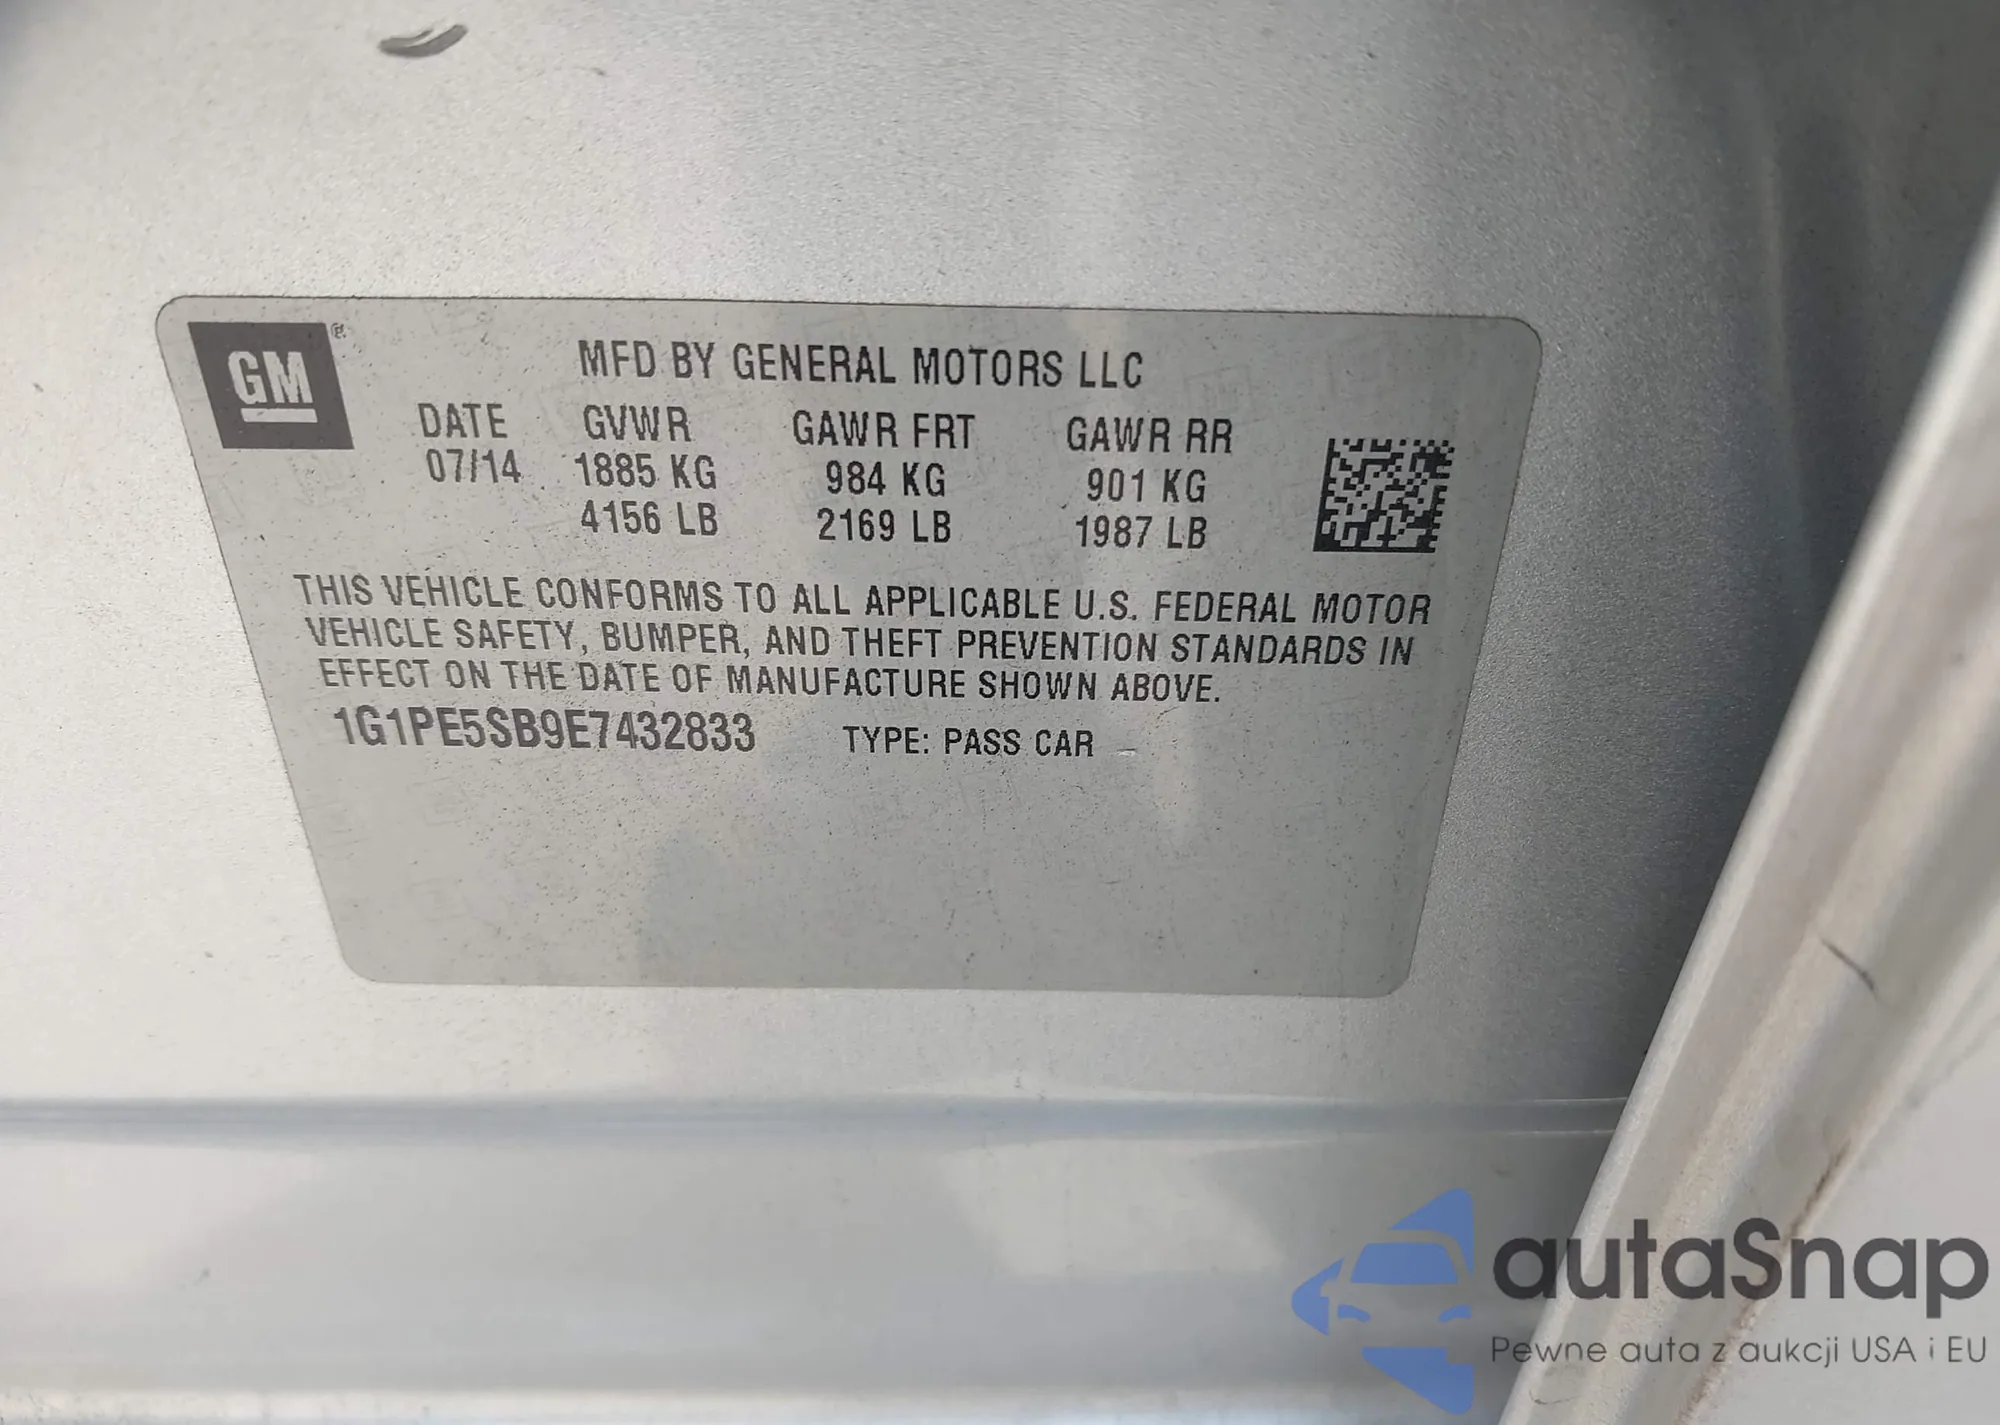 GM ®
MFD BY GENERAL MOTORS LLC
DATE GVWR GAWR FRT GAWR RR
07/14 1885 KG 984 KG 901 KG
4156 LB 2169 LB 1987 LB
THIS VEHICLE CONFORMS TO ALL APPLICABLE U.S. FEDERAL MOTOR
VEHICLE SAFETY, BUMPER, AND THEFT PREVENTION STANDARDS IN
EFFECT ON THE DATE OF MANUFACTURE SHOWN ABOVE.
1G1PE5SB9E7432833 TYPE: PASS CAR
autaSnap
Pewne auta z aukcji USA i EU